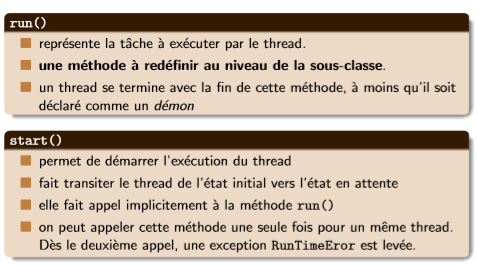 run()
représente la tâche à exécuter par le thread.
une méthode à redéfinir au niveau de la sous-classe.
un thread se termine avec la fin de cette méthode, à moins qu'il soit
déclaré comme un démon
start()
permet de démarrer l'exécution du thread
fait transiter le thread de l'état initial vers l'état en attente
elle fait appel implicitement à la méthode run()
on peut appeler cette méthode une seule fois pour un même thread.
Dès le deuxième appel, une exception RunTimeEror est levée.